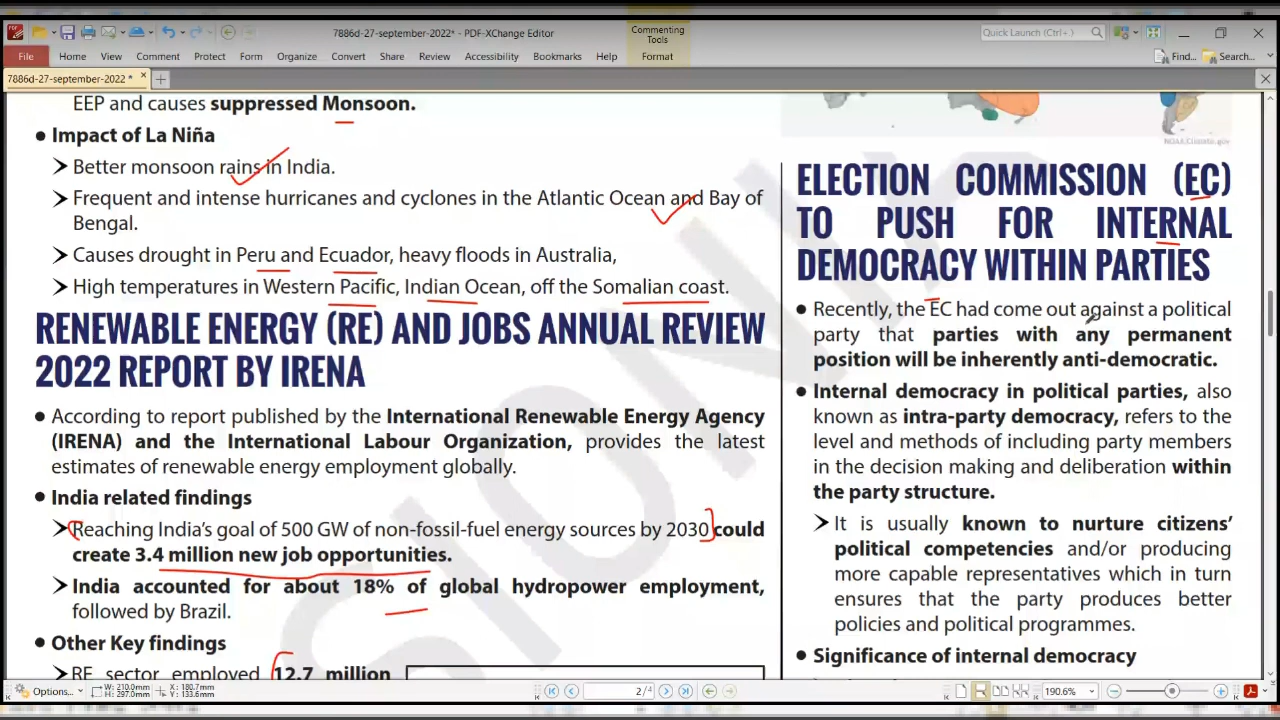 7886d-27-september-2022* - PDF-XChange Editor
Commenting Tools
Quick Launch (Ctrl+.)
File Home View Comment Protect Form Organize Convert Share Review Accessibility Bookmarks Help Format
Find... Search...
7886d-27-september-2022 *
EEP and causes suppressed Monsoon.
● Impact of La Niña
➤ Better monsoon rains in India.
➤ Frequent and intense hurricanes and cyclones in the Atlantic Ocean and Bay of
Bengal.
➤ Causes drought in Peru and Ecuador, heavy floods in Australia,
➤ High temperatures in Western Pacific, Indian Ocean, off the Somalian coast.
RENEWABLE ENERGY (RE) AND JOBS ANNUAL REVIEW
2022 REPORT BY IRENA
● According to report published by the International Renewable Energy Agency
(IRENA) and the International Labour Organization, provides the latest
estimates of renewable energy employment globally.
● India related findings
➤ Reaching India's goal of 500 GW of non-fossil-fuel energy sources by 2030 could
create 3.4 million new job opportunities.
➤ India accounted for about 18% of global hydropower employment,
followed by Brazil.
● Other Key findings
➤ RE sector employed 12.7 million
NOAA/Climate.gov
ELECTION COMMISSION (EC)
TO PUSH FOR INTERNAL
DEMOCRACY WITHIN PARTIES
● Recently, the EC had come out against a political
party that parties with any permanent
position will be inherently anti-democratic.
● Internal democracy in political parties, also
known as intra-party democracy, refers to the
level and methods of including party members
in the decision making and deliberation within
the party structure.
➤ It is usually known to nurture citizens'
political competencies and/or producing
more capable representatives which in turn
ensures that the party produces better
policies and political programmes.
● Significance of internal democracy
Options...
W: 210.0mm
H: 297.0mm
X: 180.7mm
Y: 133.6mm
2 / 4
190.6%